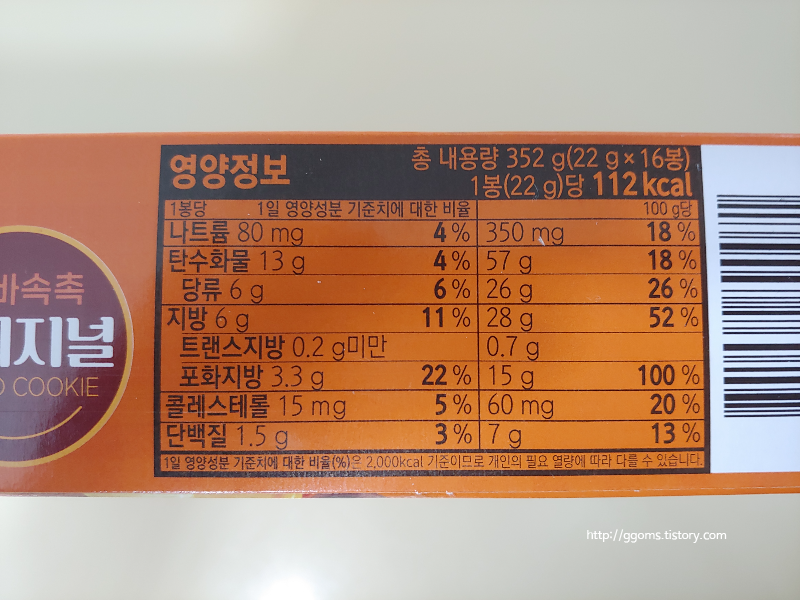 바속촉
지널
COOKIE
영양정보
총 내용량 352 g(22 g×16봉)
1봉(22 g)당 112 kcal
1봉당 1일 영양성분 기준치에 대한 비율 100 g당
나트륨 80 mg 4 % 350 mg 18 %
탄수화물 13 g 4 % 57 g 18 %
당류 6 g 6 % 26 g 26 %
지방 6 g 11 % 28 g 52 %
트랜스지방 0.2 g미만 0.7 g
포화지방 3.3 g 22 % 15 g 100 %
콜레스테롤 15 mg 5 % 60 mg 20 %
단백질 1.5 g 3 % 7 g 13 %
1일 영양성분 기준치에 대한 비율(%)은 2,000kcal 기준이므로 개인의 필요 열량에 따라 다를 수 있습니다.
http://ggoms.tistory.com